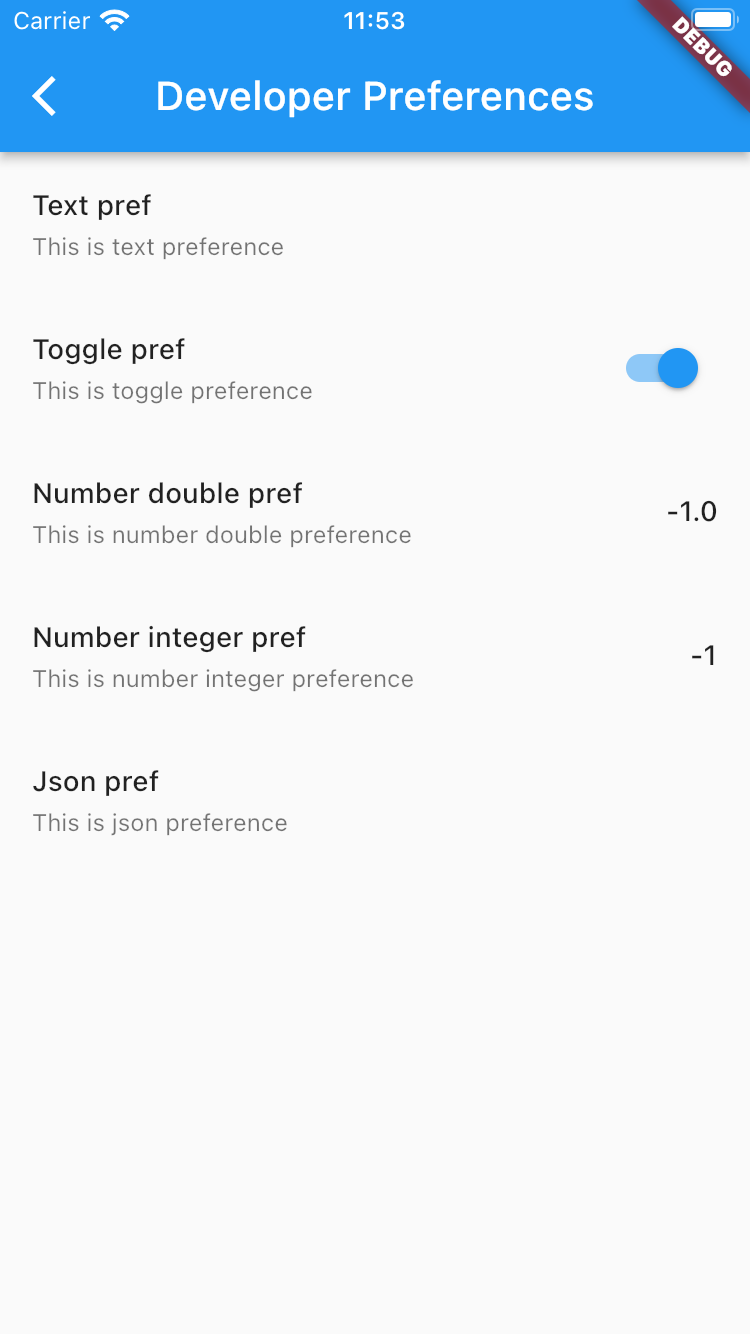 Carrier
11:53
DEBUG
Developer Preferences
Text pref
This is text preference
Toggle pref
This is toggle preference
Number double pref
This is number double preference
-1.0
Number integer pref
This is number integer preference
-1
Json pref
This is json preference